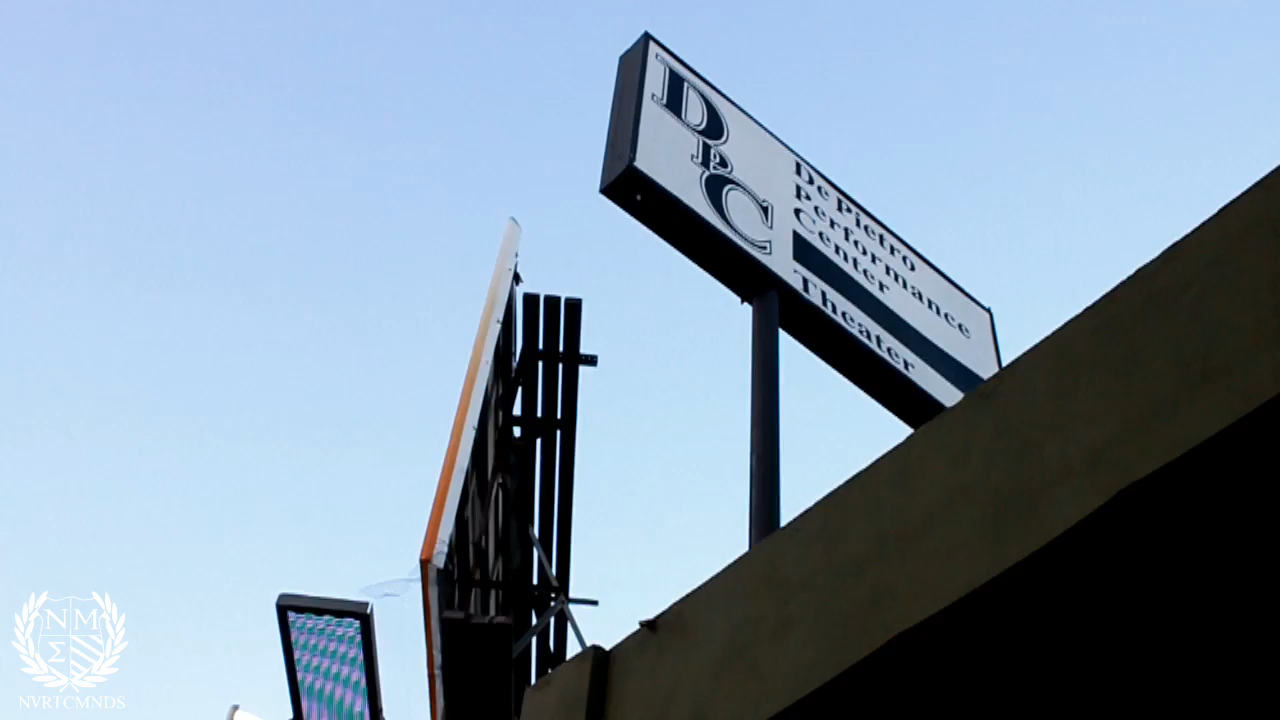 DPC
De Pietro
Performance
Center
Theater
NMΣ
NVRTCMNDS